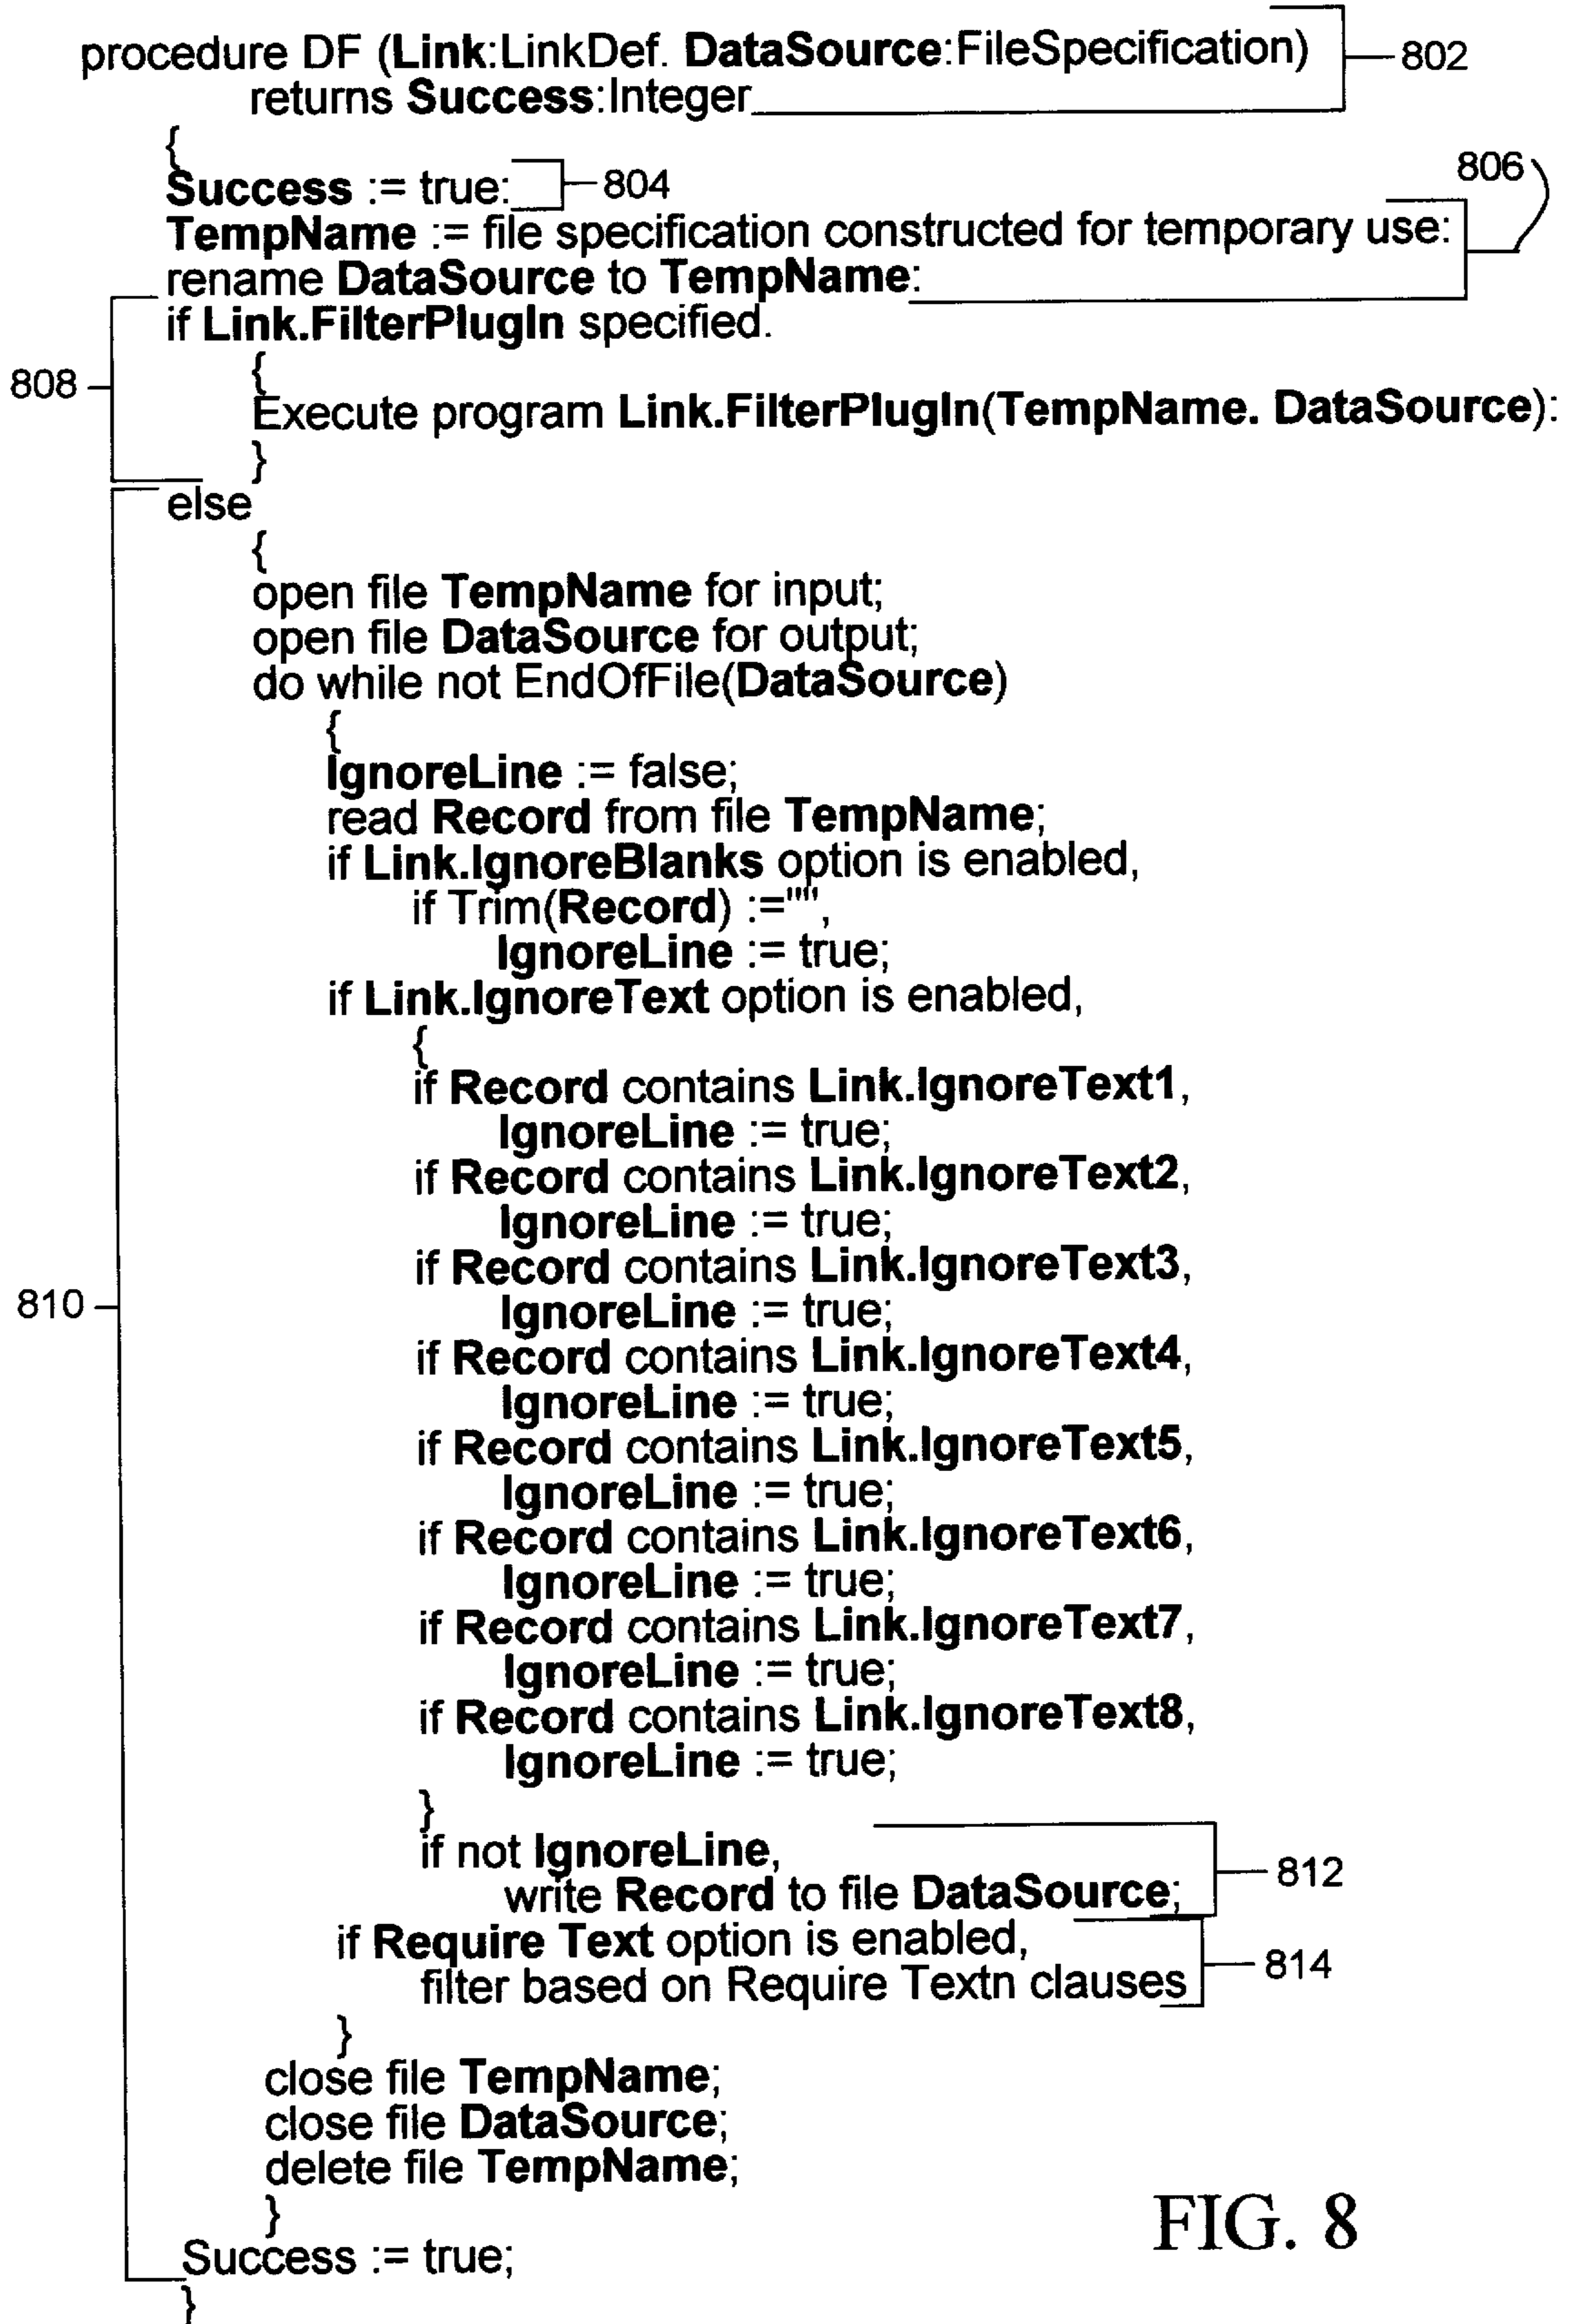 procedure DF (Link:LinkDef. DataSource:FileSpecification)
802
returns Success:Integer
{
Success := true:
804
806
TempName := file specification constructed for temporary use:
rename DataSource to TempName:
if Link.FilterPlugIn specified.
{
808
Execute program Link.FilterPlugIn(TempName. DataSource):
}
else
{
open file TempName for input;
open file DataSource for output;
do while not EndOfFile(DataSource)
{
IgnoreLine := false;
read Record from file TempName;
if Link.IgnoreBlanks option is enabled,
if Trim(Record) :="",
IgnoreLine := true;
if Link.IgnoreText option is enabled,
{
if Record contains Link.IgnoreText1,
IgnoreLine := true;
if Record contains Link.IgnoreText2,
IgnoreLine := true;
if Record contains Link.IgnoreText3,
810
IgnoreLine := true;
if Record contains Link.IgnoreText4,
IgnoreLine := true;
if Record contains Link.IgnoreText5,
IgnoreLine := true;
if Record contains Link.IgnoreText6,
IgnoreLine := true;
if Record contains Link.IgnoreText7,
IgnoreLine := true;
if Record contains Link.IgnoreText8,
IgnoreLine := true;
}
if not IgnoreLine,
812
write Record to file DataSource;
if Require Text option is enabled,
814
filter based on Require Textn clauses
}
close file TempName;
close file DataSource;
delete file TempName;
}
FIG. 8
Success := true;
}